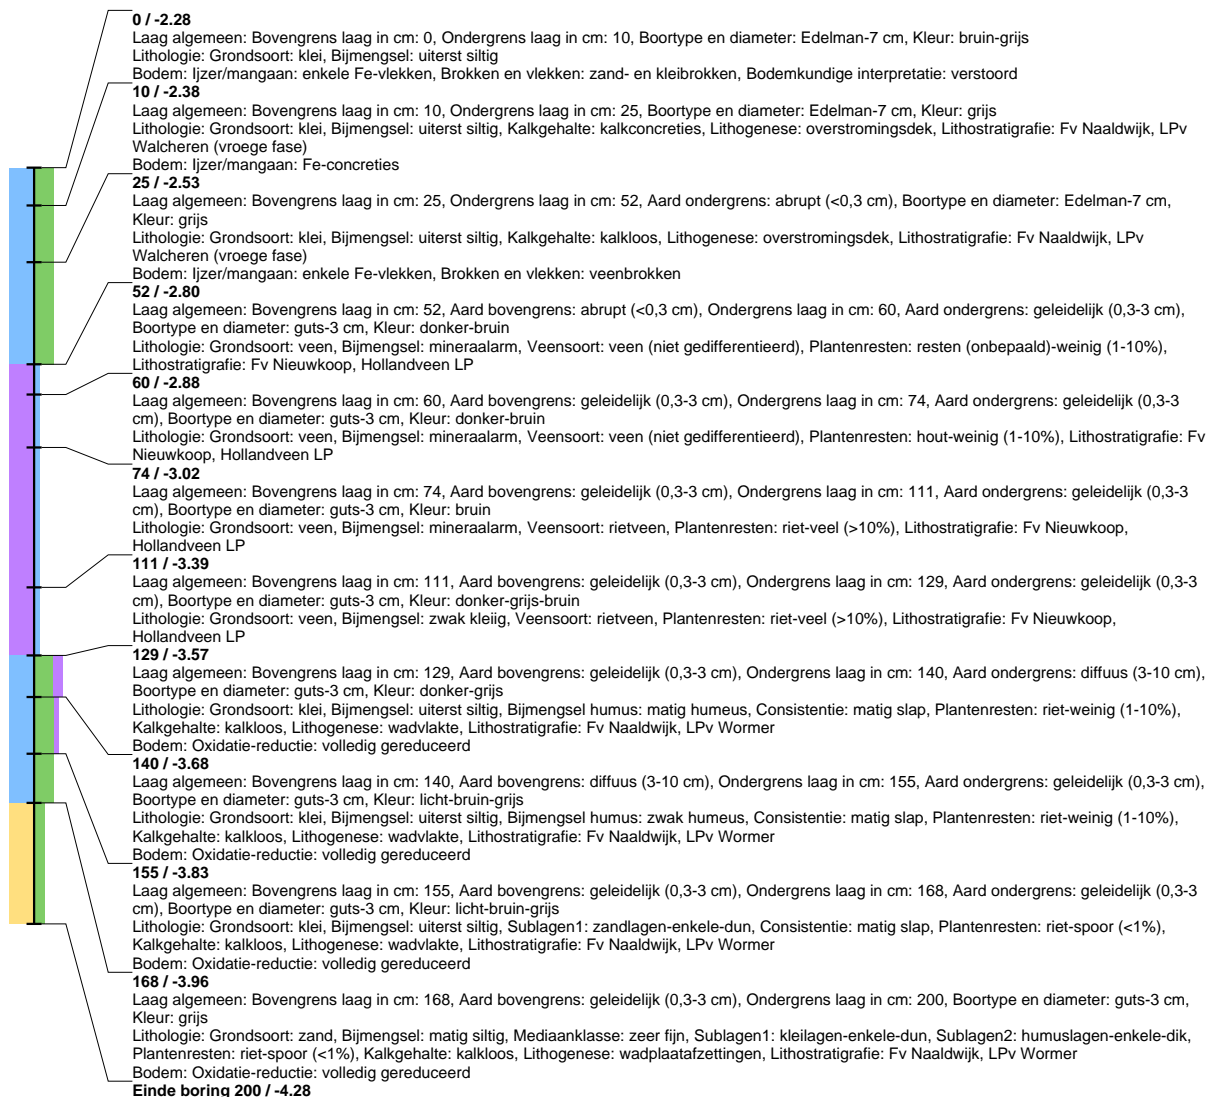 0 / -2.28
Laag algemeen: Bovengrens laag in cm: 0, Ondergrens laag in cm: 10, Boortype en diameter: Edelman-7 cm, Kleur: bruin-grijs
Lithologie: Grondsoort: klei, Bijmengsel: uiterst siltig
Bodem: Ijzer/mangaan: enkele Fe-vlekken, Brokken en vlekken: zand- en kleibrokken, Bodemkundige interpretatie: verstoord
10 / -2.38
Laag algemeen: Bovengrens laag in cm: 10, Ondergrens laag in cm: 25, Boortype en diameter: Edelman-7 cm, Kleur: grijs
Lithologie: Grondsoort: klei, Bijmengsel: uiterst siltig, Kalkgehalte: kalkconcreties, Lithogenese: overstromingsdek, Lithostratigrafie: Fv Naaldwijk, LPv
Walcheren (vroege fase)
Bodem: Ijzer/mangaan: Fe-concreties
25 / -2.53
Laag algemeen: Bovengrens laag in cm: 25, Ondergrens laag in cm: 52, Aard ondergrens: abrupt (<0,3 cm), Boortype en diameter: Edelman-7 cm,
Kleur: grijs
Lithologie: Grondsoort: klei, Bijmengsel: uiterst siltig, Kalkgehalte: kalkloos, Lithogenese: overstromingsdek, Lithostratigrafie: Fv Naaldwijk, LPv
Walcheren (vroege fase)
Bodem: Ijzer/mangaan: enkele Fe-vlekken, Brokken en vlekken: veenbrokken
52 / -2.80
Laag algemeen: Bovengrens laag in cm: 52, Aard bovengrens: abrupt (<0,3 cm), Ondergrens laag in cm: 60, Aard ondergrens: geleidelijk (0,3-3 cm),
Boortype en diameter: guts-3 cm, Kleur: donker-bruin
Lithologie: Grondsoort: veen, Bijmengsel: mineraalarm, Veensoort: veen (niet gedifferentieerd), Plantenresten: resten (onbepaald)-weinig (1-10%),
Lithostratigrafie: Fv Nieuwkoop, Hollandveen LP
60 / -2.88
Laag algemeen: Bovengrens laag in cm: 60, Aard bovengrens: geleidelijk (0,3-3 cm), Ondergrens laag in cm: 74, Aard ondergrens: geleidelijk (0,3-3
cm), Boortype en diameter: guts-3 cm, Kleur: donker-bruin
Lithologie: Grondsoort: veen, Bijmengsel: mineraalarm, Veensoort: veen (niet gedifferentieerd), Plantenresten: hout-weinig (1-10%), Lithostratigrafie: Fv
Nieuwkoop, Hollandveen LP
74 / -3.02
Laag algemeen: Bovengrens laag in cm: 74, Aard bovengrens: geleidelijk (0,3-3 cm), Ondergrens laag in cm: 111, Aard ondergrens: geleidelijk (0,3-3
cm), Boortype en diameter: guts-3 cm, Kleur: bruin
Lithologie: Grondsoort: veen, Bijmengsel: mineraalarm, Veensoort: rietveen, Plantenresten: riet-veel (>10%), Lithostratigrafie: Fv Nieuwkoop,
Hollandveen LP
111 / -3.39
Laag algemeen: Bovengrens laag in cm: 111, Aard bovengrens: geleidelijk (0,3-3 cm), Ondergrens laag in cm: 129, Aard ondergrens: geleidelijk (0,3-3
cm), Boortype en diameter: guts-3 cm, Kleur: donker-grijs-bruin
Lithologie: Grondsoort: veen, Bijmengsel: zwak kleiig, Veensoort: rietveen, Plantenresten: riet-veel (>10%), Lithostratigrafie: Fv Nieuwkoop,
Hollandveen LP
129 / -3.57
Laag algemeen: Bovengrens laag in cm: 129, Aard bovengrens: geleidelijk (0,3-3 cm), Ondergrens laag in cm: 140, Aard ondergrens: diffuus (3-10 cm),
Boortype en diameter: guts-3 cm, Kleur: donker-grijs
Lithologie: Grondsoort: klei, Bijmengsel: uiterst siltig, Bijmengsel humus: matig humeus, Consistentie: matig slap, Plantenresten: riet-weinig (1-10%),
Kalkgehalte: kalkloos, Lithogenese: wadvlakte, Lithostratigrafie: Fv Naaldwijk, LPv Wormer
Bodem: Oxidatie-reductie: volledig gereduceerd
140 / -3.68
Laag algemeen: Bovengrens laag in cm: 140, Aard bovengrens: diffuus (3-10 cm), Ondergrens laag in cm: 155, Aard ondergrens: geleidelijk (0,3-3 cm),
Boortype en diameter: guts-3 cm, Kleur: licht-bruin-grijs
Lithologie: Grondsoort: klei, Bijmengsel: uiterst siltig, Bijmengsel humus: zwak humeus, Consistentie: matig slap, Plantenresten: riet-weinig (1-10%),
Kalkgehalte: kalkloos, Lithogenese: wadvlakte, Lithostratigrafie: Fv Naaldwijk, LPv Wormer
Bodem: Oxidatie-reductie: volledig gereduceerd
155 / -3.83
Laag algemeen: Bovengrens laag in cm: 155, Aard bovengrens: geleidelijk (0,3-3 cm), Ondergrens laag in cm: 168, Aard ondergrens: geleidelijk (0,3-3
cm), Boortype en diameter: guts-3 cm, Kleur: licht-bruin-grijs
Lithologie: Grondsoort: klei, Bijmengsel: uiterst siltig, Sublagen1: zandlagen-enkele-dun, Consistentie: matig slap, Plantenresten: riet-spoor (<1%),
Kalkgehalte: kalkloos, Lithogenese: wadvlakte, Lithostratigrafie: Fv Naaldwijk, LPv Wormer
Bodem: Oxidatie-reductie: volledig gereduceerd
168 / -3.96
Laag algemeen: Bovengrens laag in cm: 168, Aard bovengrens: geleidelijk (0,3-3 cm), Ondergrens laag in cm: 200, Boortype en diameter: guts-3 cm,
Kleur: grijs
Lithologie: Grondsoort: zand, Bijmengsel: matig siltig, Mediaanklasse: zeer fijn, Sublagen1: kleilagen-enkele-dun, Sublagen2: humuslagen-enkele-dik,
Plantenresten: riet-spoor (<1%), Kalkgehalte: kalkloos, Lithogenese: wadplaatafzettingen, Lithostratigrafie: Fv Naaldwijk, LPv Wormer
Bodem: Oxidatie-reductie: volledig gereduceerd
Einde boring 200 / -4.28